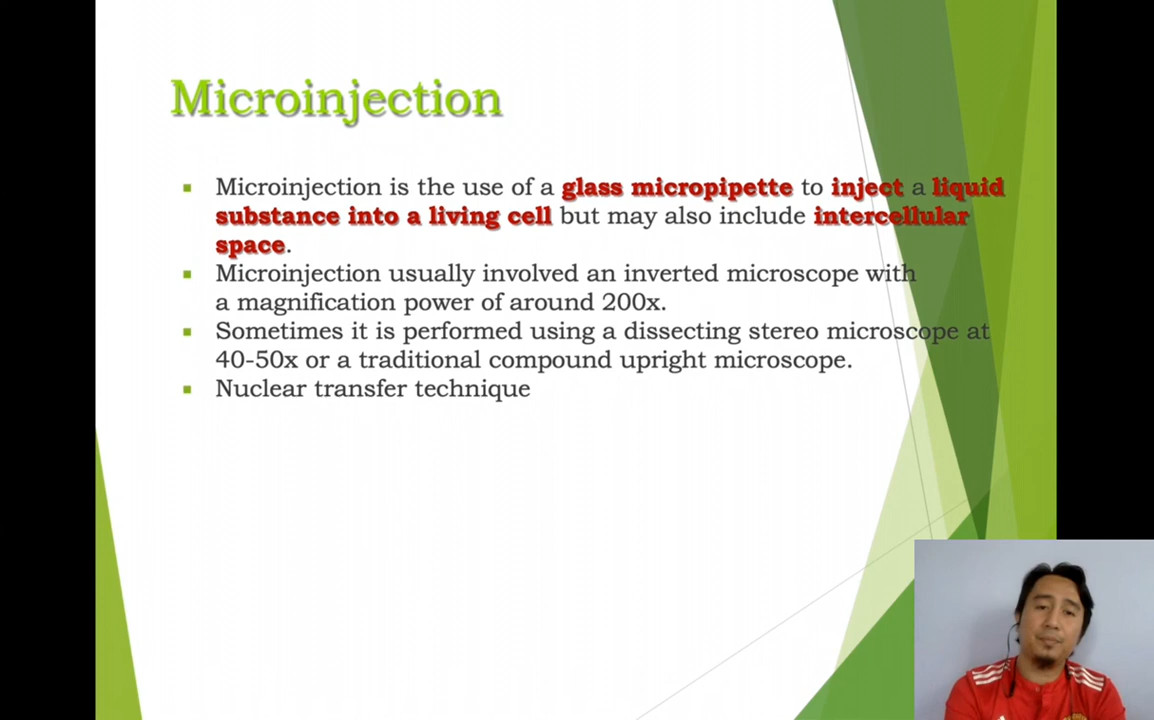 Microinjection
Microinjection is the use of a glass micropipette to inject a liquid
substance into a living cell but may also include intercellular
space.
Microinjection usually involved an inverted microscope with
a magnification power of around 200x.
Sometimes it is performed using a dissecting stereo microscope at
40-50x or a traditional compound upright microscope.
Nuclear transfer technique